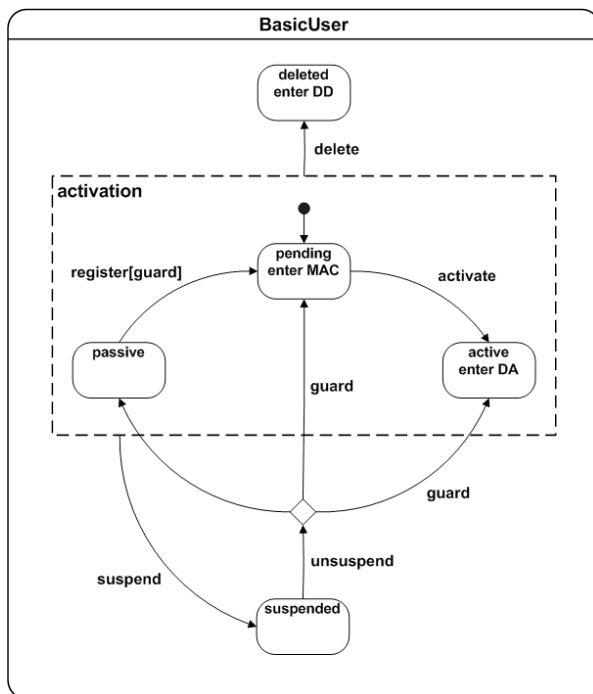 BasicUser
deleted
enter DD
delete
activation
pending
enter MAC
register[guard]
activate
passive
active
enter DA
guard
guard
unsuspend
suspend
suspended